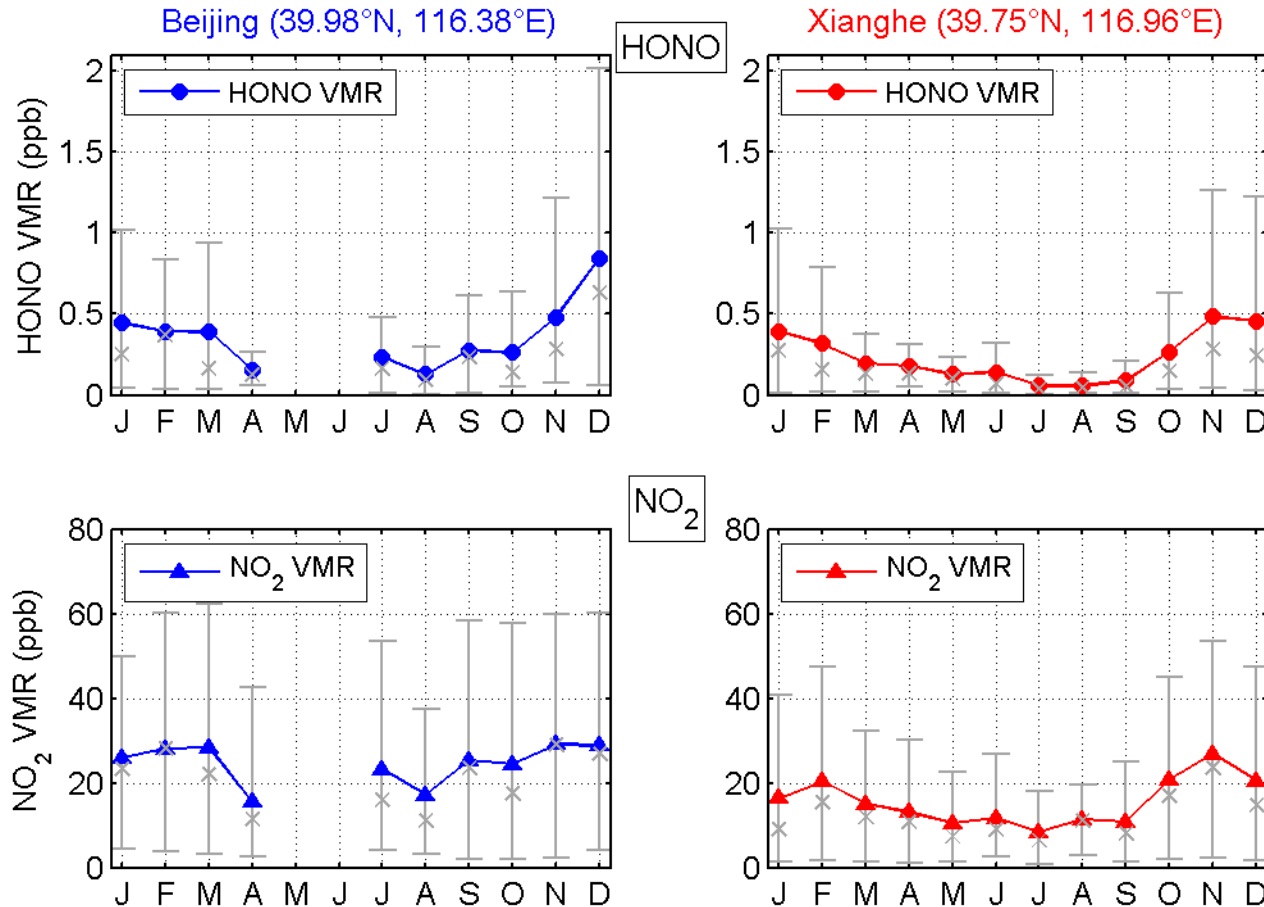 Beijing (39.98°N, 116.38°E)
Xianghe (39.75°N, 116.96°E)
HONO
HONO VMR (ppb)
2
1.5
1
0.5
0
HONO VMR
J F M A M J J A S O N D
2
1.5
1
0.5
0
HONO VMR
J F M A M J J A S O N D
NO₂
NO₂ VMR (ppb)
80
60
40
20
0
NO₂ VMR
J F M A M J J A S O N D
80
60
40
20
0
NO₂ VMR
J F M A M J J A S O N D